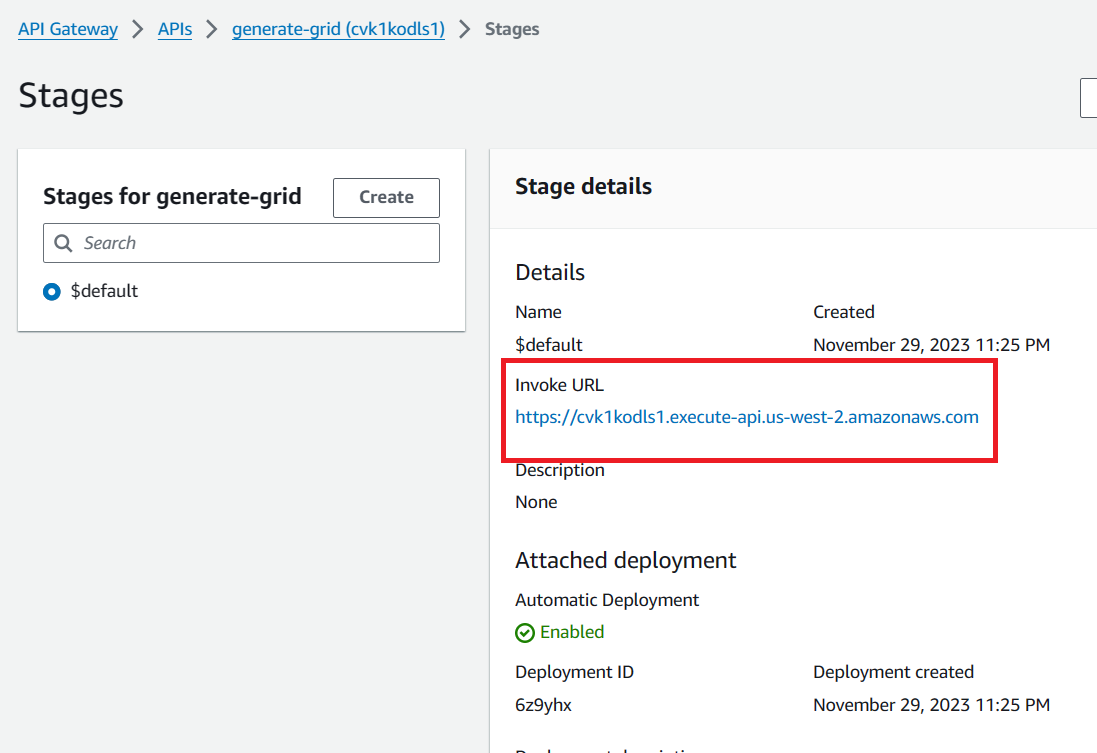 API Gateway > APIs > generate-grid (cvk1kodls1) > Stages
Stages
Stages for generate-grid
Create
Search
$default
Stage details
Details
Name
Created
$default
November 29, 2023 11:25 PM
Invoke URL
https://cvk1kodls1.execute-api.us-west-2.amazonaws.com
Description
None
Attached deployment
Automatic Deployment
Enabled
Deployment ID
Deployment created
6z9yhx
November 29, 2023 11:25 PM